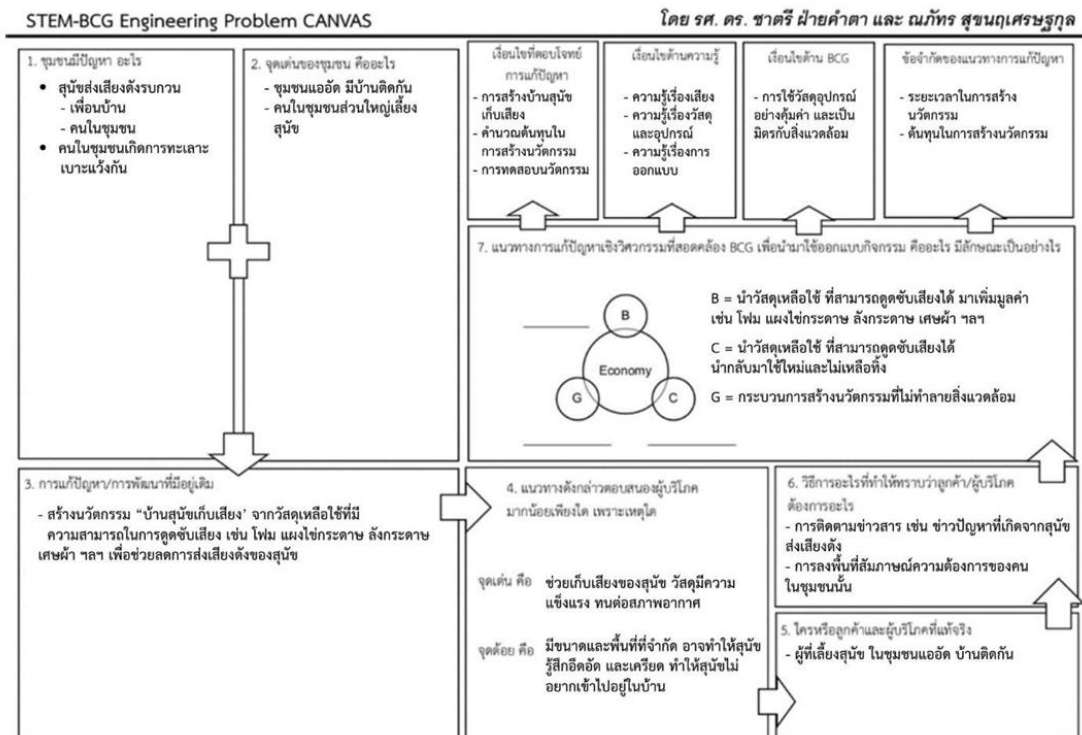 STEM-BCG Engineering Problem CANVAS
โดย รศ. ดร. ชาตรี ฝ่ายคำตา และ ณภัทร สุขนฤเศรษฐกุล
1. ชุมชนมีปัญหา อะไร
สุนัขส่งเสียงดังรบกวน
- เพื่อนบ้าน
- คนในชุมชน
คนในชุมชนเกิดการทะเลาะ
เบาะแว้งกัน
2. จุดเด่นของชุมชน คืออะไร
- ชุมชนแออัด มีบ้านติดกัน
- คนในชุมชนส่วนใหญ่เลี้ยง
สุนัข
3. การแก้ปัญหา/การพัฒนาที่มีอยู่เดิม
- สร้างนวัตกรรม "บ้านสุนัขเก็บเสียง' จากวัสดุเหลือใช้ที่มี
ความสามารถในการดูดซับเสียง เช่น โฟม แผงไข่กระดาษ ลังกระดาษ
เศษผ้า ฯลฯ เพื่อช่วยลดการส่งเสียงดังของสุนัข
4. แนวทางดังกล่าวตอบสนองผู้บริโภค
มากน้อยเพียงใด เพราะเหตุใด
จุดเด่น คือ ช่วยเก็บเสียงของสุนัข วัสดุมีความ
แข็งแรง ทนต่อสภาพอากาศ
จุดด้อย คือ มีขนาดและพื้นที่ที่จำกัด อาจทำให้สุนัข
รู้สึกอึดอัด และเครียด ทำให้สุนัขไม่
อยากเข้าไปอยู่ในบ้าน
5. ใครหรือลูกค้าและผู้บริโภคที่แท้จริง
- ผู้ที่เลี้ยงสุนัข ในชุมชนแออัด บ้านติดกัน
6. วิธีการอะไรที่ทำให้ทราบว่าลูกค้า/ผู้บริโภค
ต้องการอะไร
- การติดตามข่าวสาร เช่น ข่าวปัญหาที่เกิดจากสุนัข
ส่งเสียงดัง
- การลงพื้นที่สัมภาษณ์ความต้องการของคน
ในชุมชนนั้น
7. แนวทางการแก้ปัญหาเชิงวิศวกรรมที่สอดคล้อง BCG เพื่อนำมาใช้ออกแบบกิจกรรม คืออะไร มีลักษณะเป็นอย่างไร
B
Economy
G
C
B = นำวัสดุเหลือใช้ ที่สามารถดูดซับเสียงได้ มาเพิ่มมูลค่า
เช่น โฟม แผงไข่กระดาษ ลังกระดาษ เศษผ้า ฯลฯ
C = นำวัสดุเหลือใช้ ที่สามารถดูดซับเสียงได้
นำกลับมาใช้ใหม่และไม่เหลือทิ้ง
G = กระบวนการสร้างนวัตกรรมที่ไม่ทำลายสิ่งแวดล้อม
เงื่อนไขที่ตอบโจทย์
การแก้ปัญหา
- การสร้างบ้านสุนัข
เก็บเสียง
- คำนวณต้นทุนใน
การสร้างนวัตกรรม
- การทดสอบนวัตกรรม
เงื่อนไขด้านความรู้
- ความรู้เรื่องเสียง
- ความรู้เรื่องวัสดุ
และอุปกรณ์
- ความรู้เรื่องการ
ออกแบบ
เงื่อนไขด้าน BCG
- การใช้วัสดุอุปกรณ์
อย่างคุ้มค่า และเป็น
มิตรกับสิ่งแวดล้อม
ข้อจำกัดของแนวทางการแก้ปัญหา
- ระยะเวลาในการสร้าง
นวัตกรรม
- ต้นทุนในการสร้างนวัตกรรม